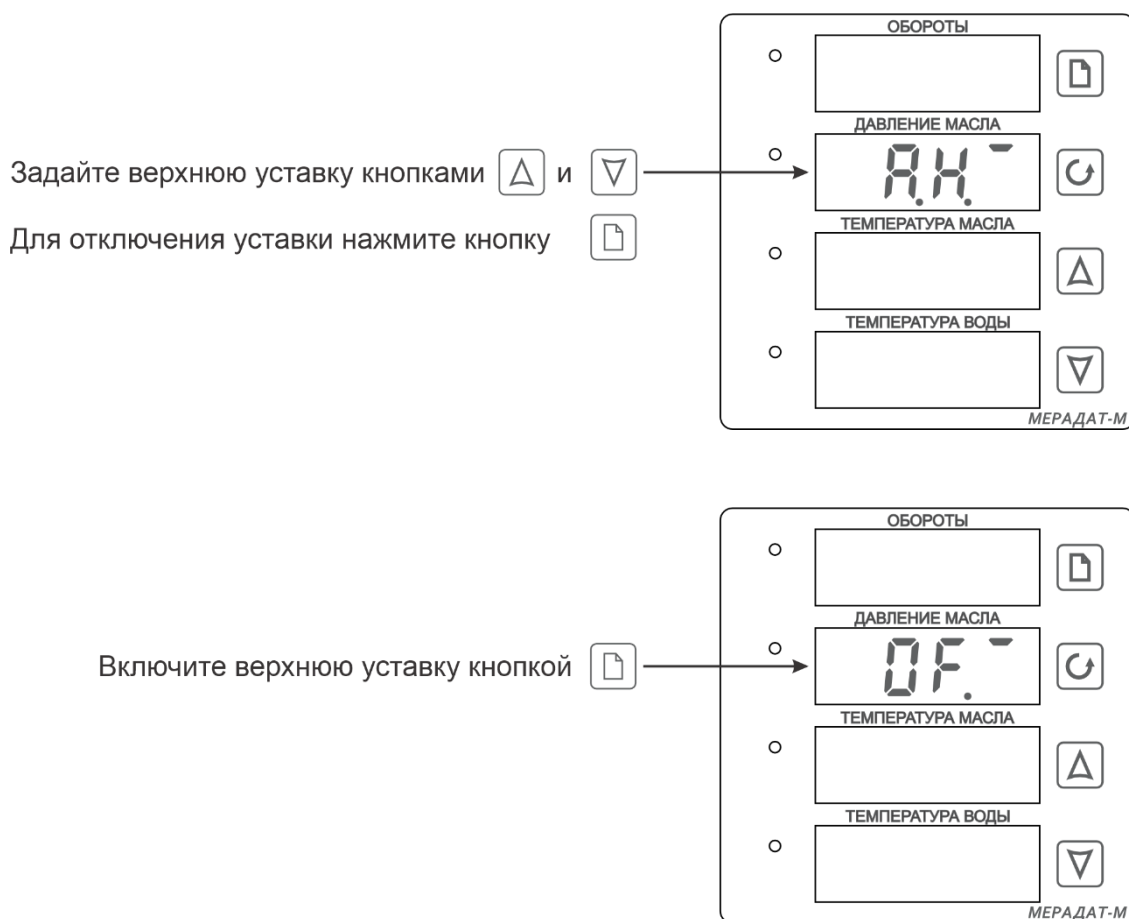 ОБОРОТЫ
ДАВЛЕНИЕ МАСЛА
Задайте верхнюю уставку кнопками и
A.H.¯
Для отключения уставки нажмите кнопку
ТЕМПЕРАТУРА МАСЛА
ТЕМПЕРАТУРА ВОДЫ
МЕРАДАТ-М
ОБОРОТЫ
ДАВЛЕНИЕ МАСЛА
Включите верхнюю уставку кнопкой
OF.¯
ТЕМПЕРАТУРА МАСЛА
ТЕМПЕРАТУРА ВОДЫ
МЕРАДАТ-М